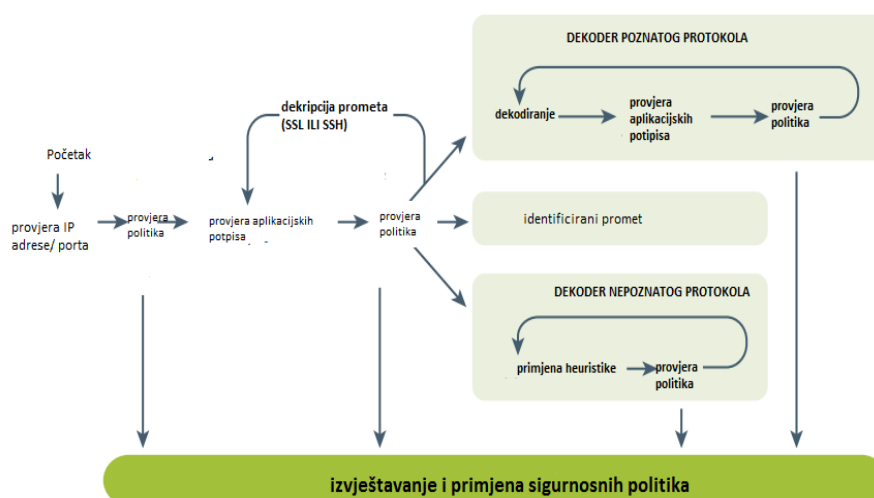 DEKODER POZNATOG PROTOKOLA
dekripcija prometa
(SSL ILI SSH)
dekodiranje
provjera
aplikacijskih
potipisa
provjera
politika
Početak
provjera IP
adrese/ porta
provjera
politika
provjera aplikacijskih
potpisa
provjera
politika
identificirani promet
DEKODER NEPOZNATOG PROTOKOLA
primjena heuristike
provjera
politika
izvještavanje i primjena sigurnosnih politika